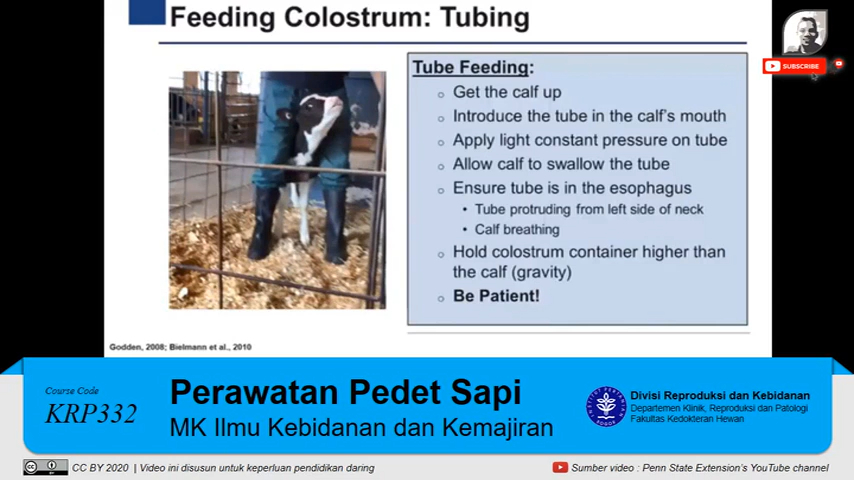 Feeding Colostrum: Tubing
SUBSCRIBE
Tube Feeding:
Get the calf up
Introduce the tube in the calf's mouth
Apply light constant pressure on tube
Allow calf to swallow the tube
Ensure tube is in the esophagus
Tube protruding from left side of neck
Calf breathing
Hold colostrum container higher than
the calf (gravity)
Be Patient!
Godden, 2008; Bielmann et al., 2010
Course Code
KRP332
Perawatan Pedet Sapi
MK Ilmu Kebidanan dan Kemajiran
INSTITUT PERTANIAN
BOGOR
Divisi Reproduksi dan Kebidanan
Departemen Klinik, Reproduksi dan Patologi
Fakultas Kedokteran Hewan
CC BY 2020 | Video ini disusun untuk keperluan pendidikan daring
Sumber video : Penn State Extension's YouTube channel